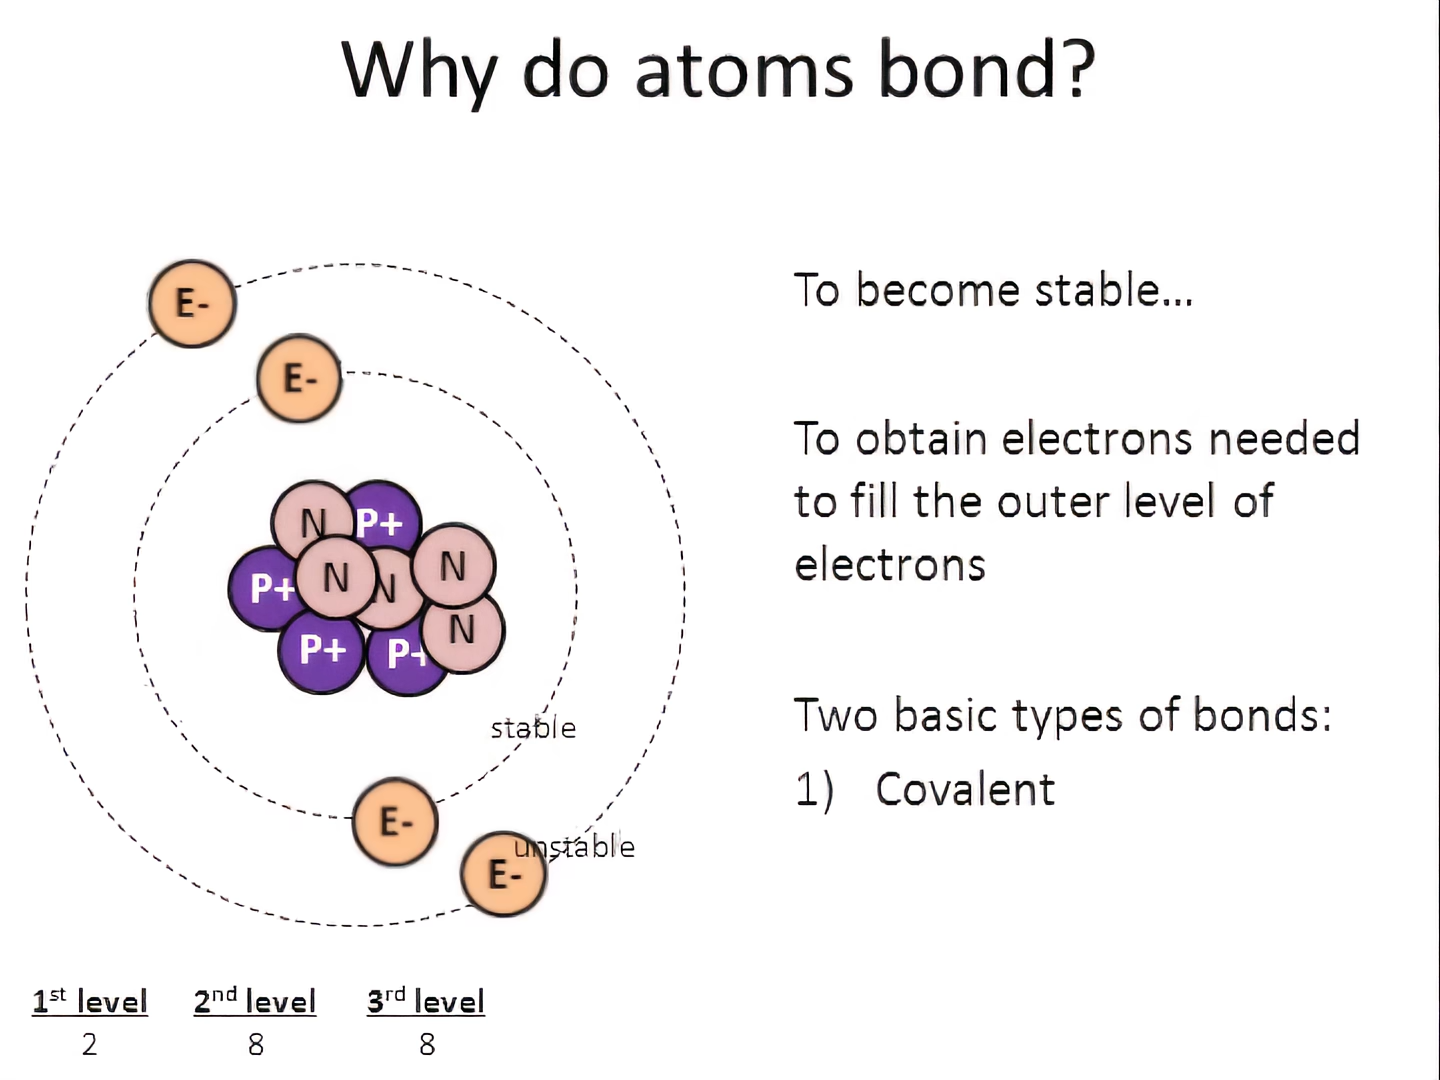 Why do atoms bond?
E-
E-
N
P+
N
P+
N
N
N
P+
P+
stable
E-
unstable
E-
To become stable...
To obtain electrons needed
to fill the outer level of
electrons
Two basic types of bonds:
1) Covalent
1st level 2nd level 3rd level
2 8 8